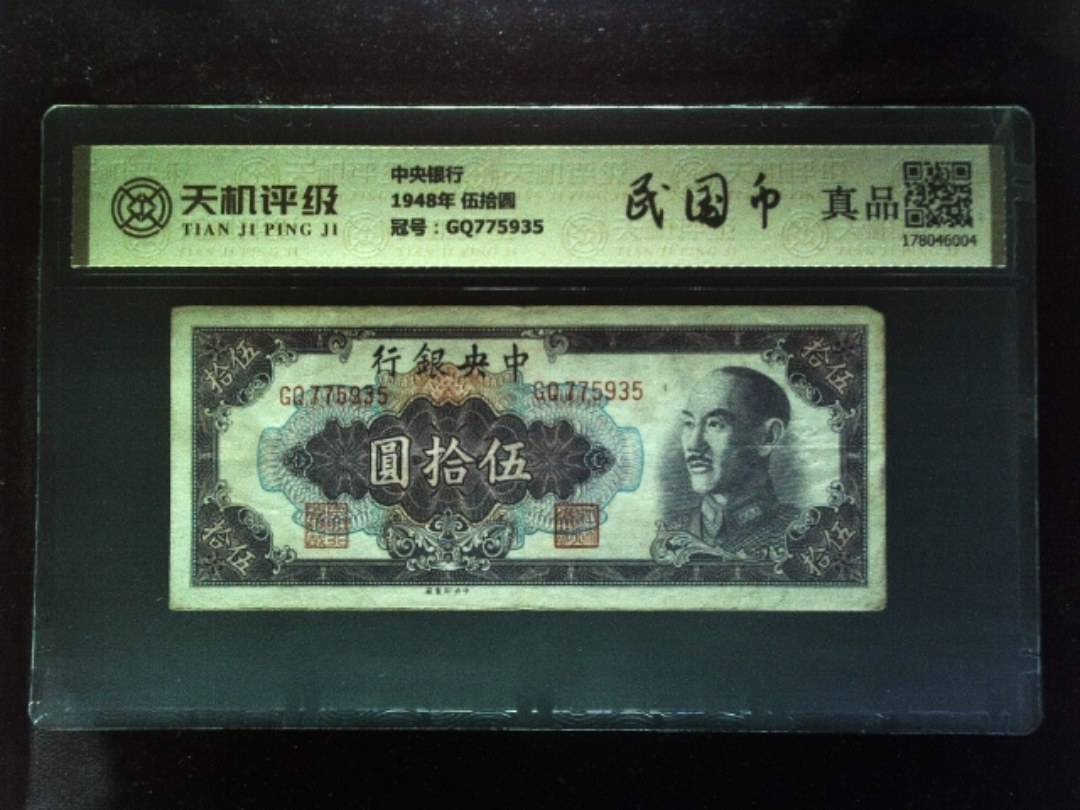 天机评级
TIAN JI PING JI
中央银行
1948年 伍拾圆
冠号：GQ775935
民国币
真品
178046004
行銀央中
GQ775935
GQ775935
圓拾伍
拾伍
拾伍
拾伍
拾伍